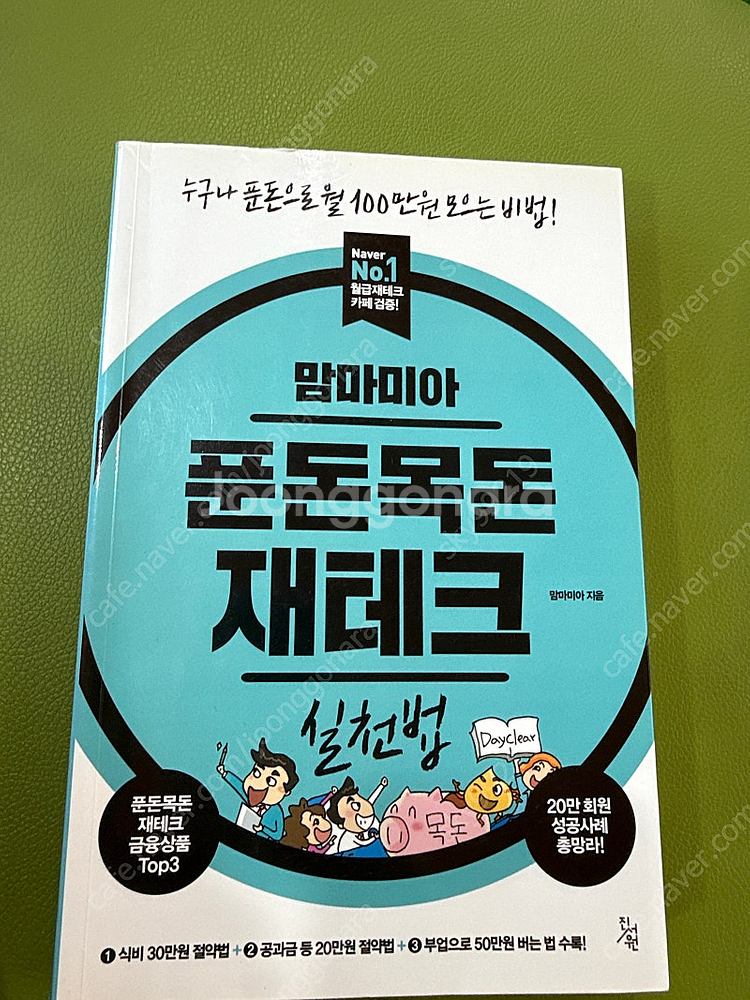 누구나 푼돈으로 월 100만원 모으는 비법!
Naver
No.1
월급재테크
카페 검증!
맘마미아
푼돈목돈
재테크
맘마미아 지음
실천법
DayClear
목돈
푼돈목돈
재테크
금융상품
Top3
20만 회원
성공사례
총망라!
진서원
1 식비 30만원 절약법 + 2 공과금 등 20만원 절약법 + 3 부업으로 50만원 버는 법 수록!
Joonggonara
cafe.naver.com/joonggonara